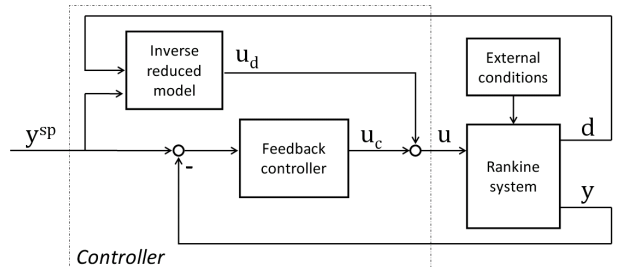 Inverse
reduced
model
u_d
External
conditions
y^sp
-
Feedback
controller
u_c
u
Rankine
system
d
y
Controller